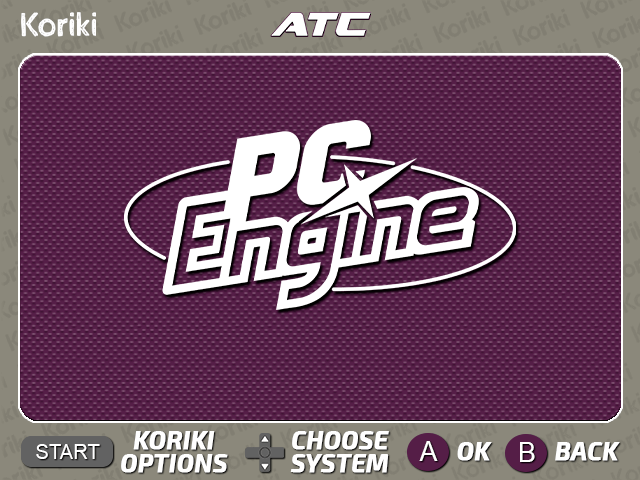 Koriki
ATC
PC
Engine
START
KORIKI
OPTIONS
CHOOSE
SYSTEM
A
OK
B
BACK